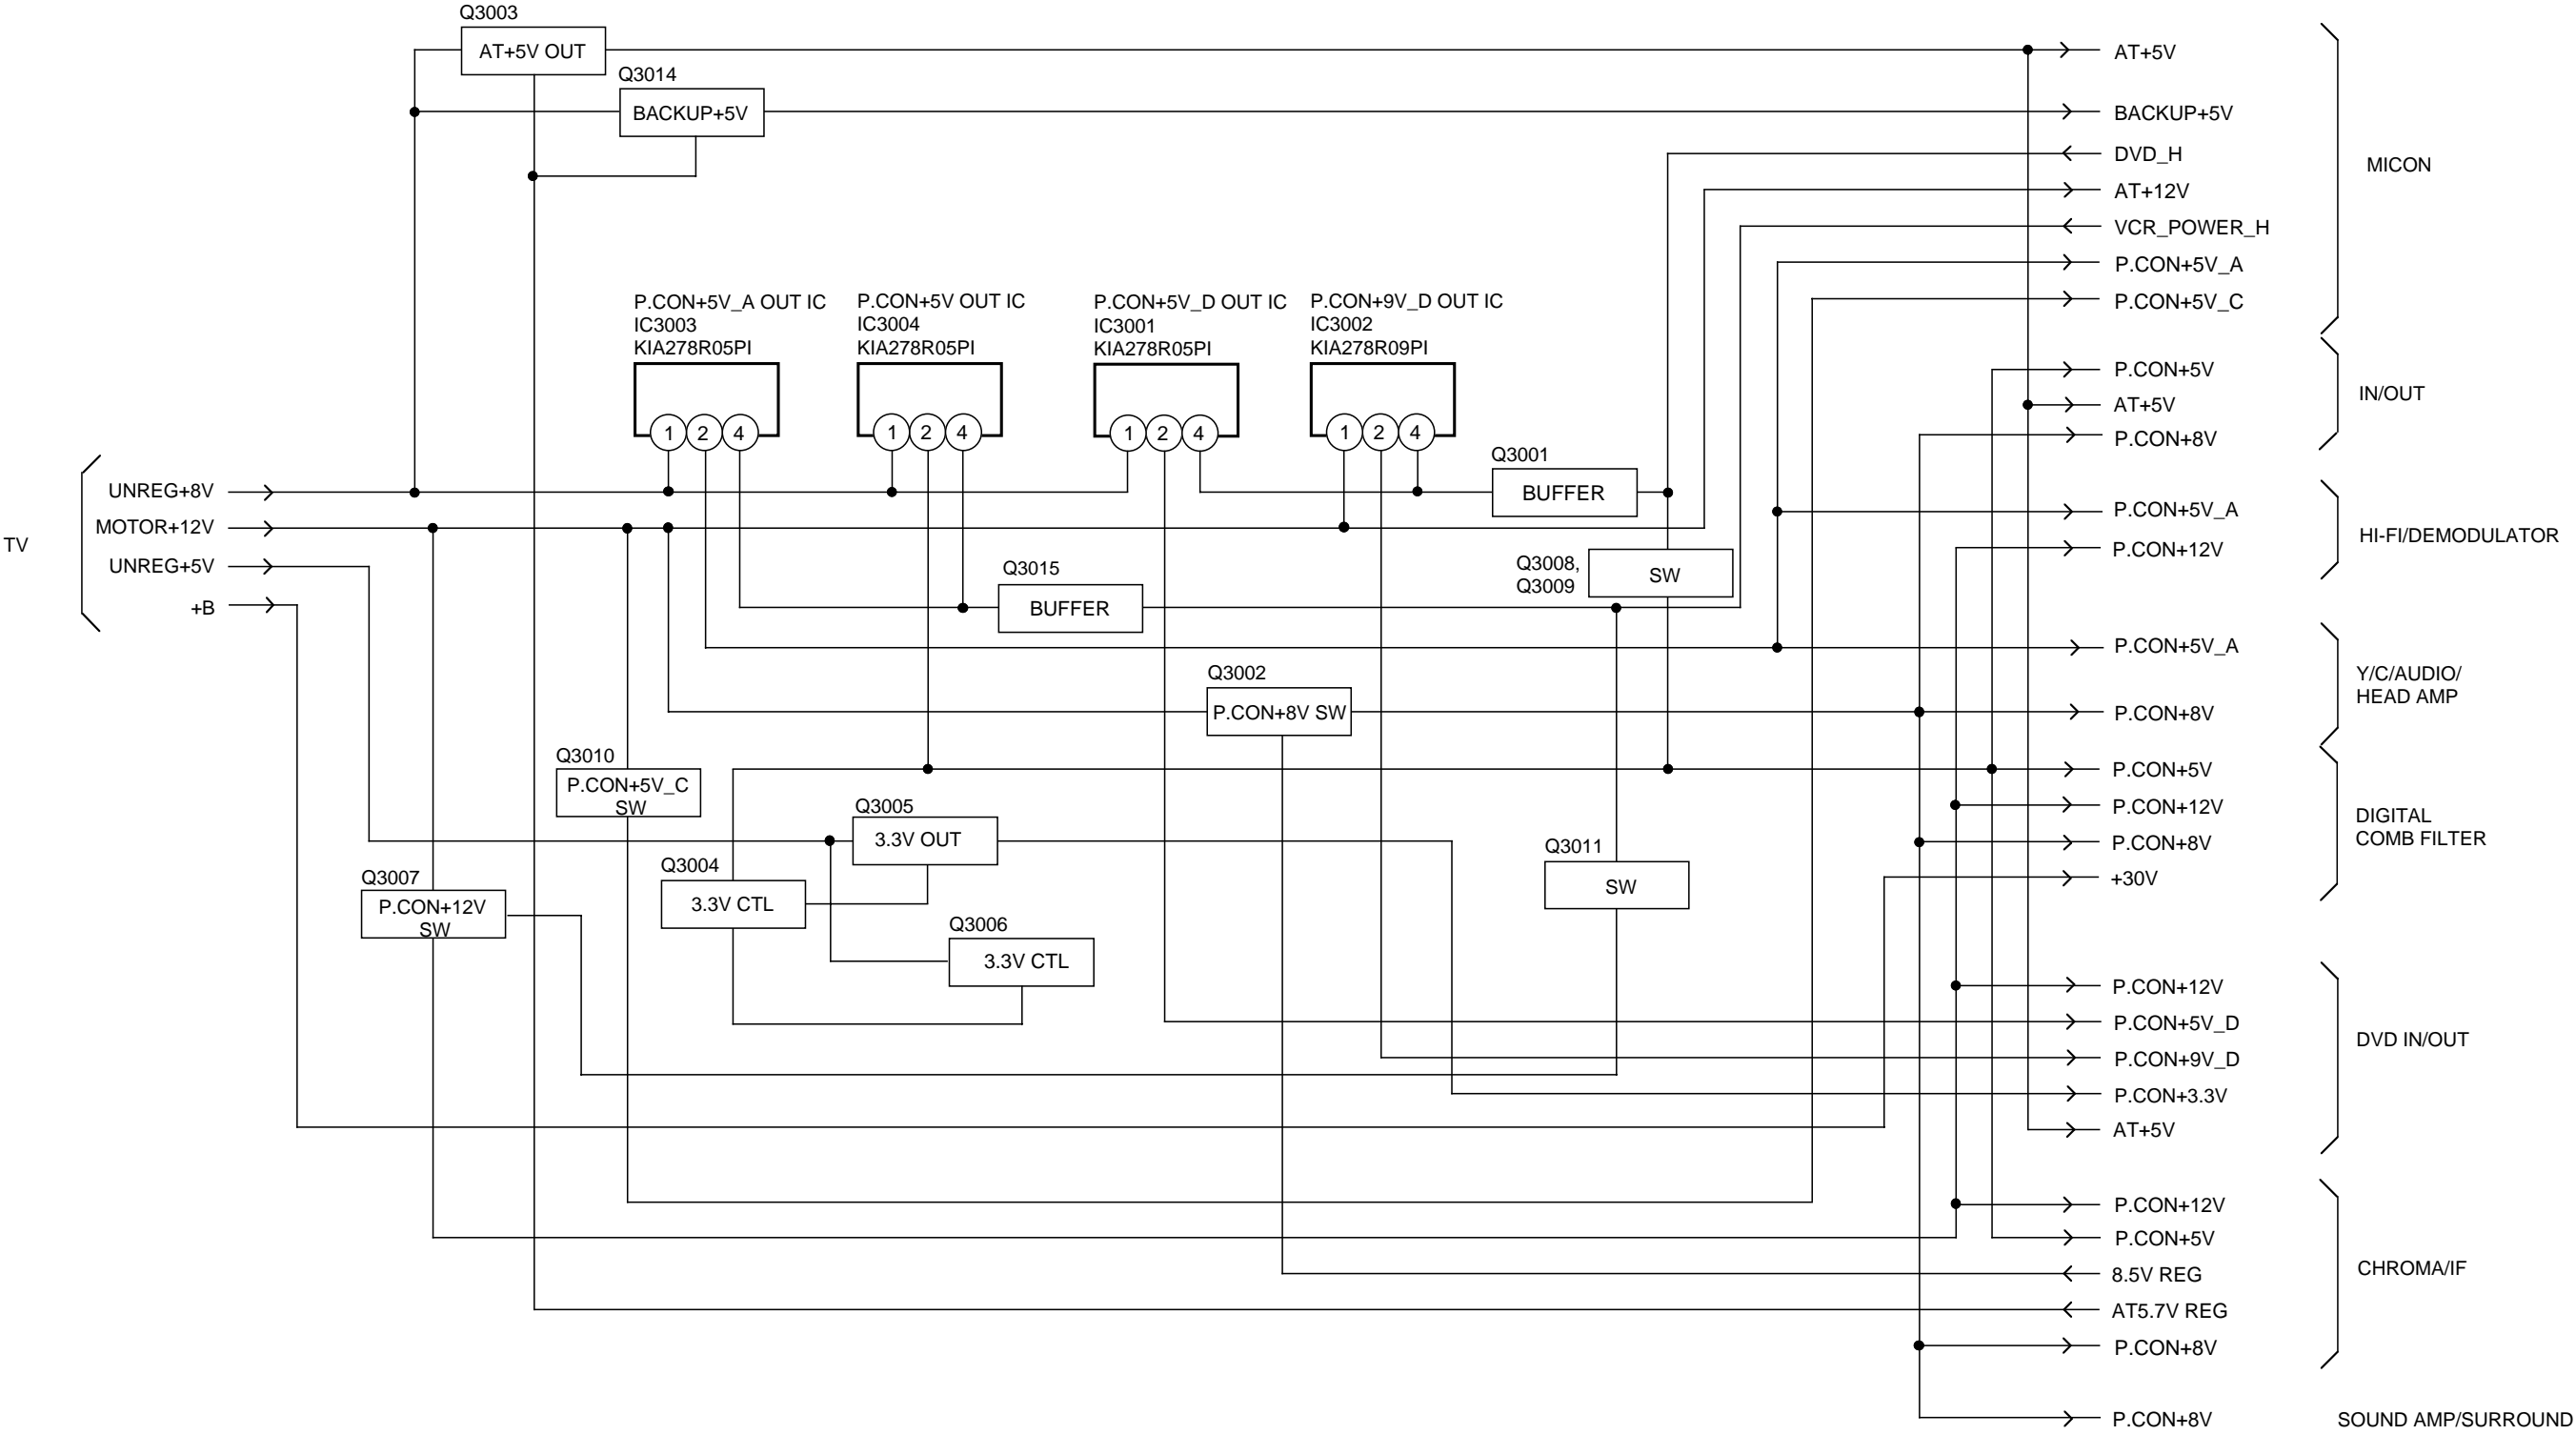 Q3003
AT+5V OUT
AT+5V
Q3014
BACKUP+5V
BACKUP+5V
DVD_H
MICON
AT+12V
VCR_POWER_H
P.CON+5V_A
P.CON+5V_C
P.CON+5V_A OUT IC
IC3003
KIA278R05PI
1 2 4
P.CON+5V OUT IC
IC3004
KIA278R05PI
1 2 4
P.CON+5V_D OUT IC
IC3001
KIA278R05PI
1 2 4
P.CON+9V_D OUT IC
IC3002
KIA278R09PI
1 2 4
P.CON+5V
IN/OUT
AT+5V
P.CON+8V
Q3001
BUFFER
TV
UNREG+8V
MOTOR+12V
UNREG+5V
+B
P.CON+5V_A
HI-FI/DEMODULATOR
P.CON+12V
Q3008,
Q3009
SW
Q3015
BUFFER
P.CON+5V_A
Y/C/AUDIO/
HEAD AMP
Q3002
P.CON+8V SW
P.CON+8V
Q3010
P.CON+5V_C
SW
P.CON+5V
P.CON+12V
DIGITAL
COMB FILTER
P.CON+8V
+30V
Q3005
3.3V OUT
Q3004
3.3V CTL
Q3011
SW
Q3007
P.CON+12V
SW
Q3006
3.3V CTL
P.CON+12V
P.CON+5V_D
DVD IN/OUT
P.CON+9V_D
P.CON+3.3V
AT+5V
P.CON+12V
P.CON+5V
CHROMA/IF
8.5V REG
AT5.7V REG
P.CON+8V
P.CON+8V
SOUND AMP/SURROUND